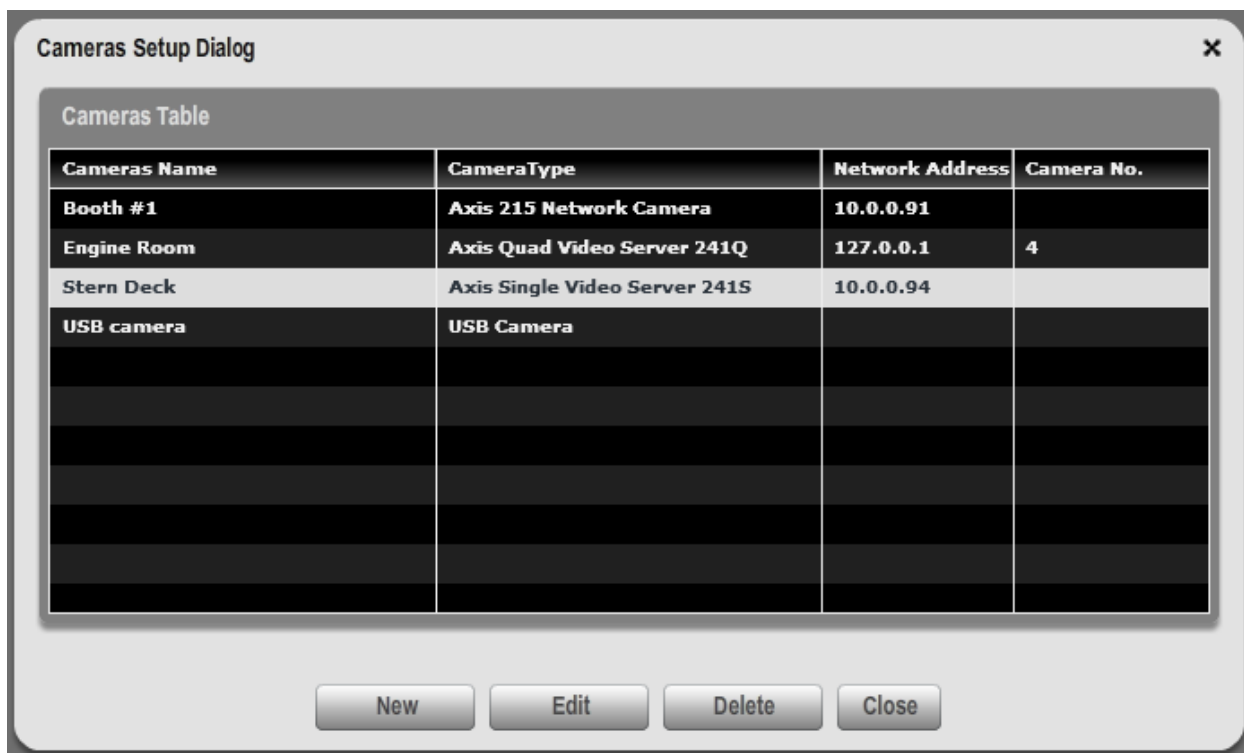 Cameras Setup Dialog
Cameras Table
Cameras Name CameraType Network Address Camera No.
Booth #1 Axis 215 Network Camera 10.0.0.91
Engine Room Axis Quad Video Server 241Q 127.0.0.1 4
Stern Deck Axis Single Video Server 241S 10.0.0.94
USB camera USB Camera
New Edit Delete Close